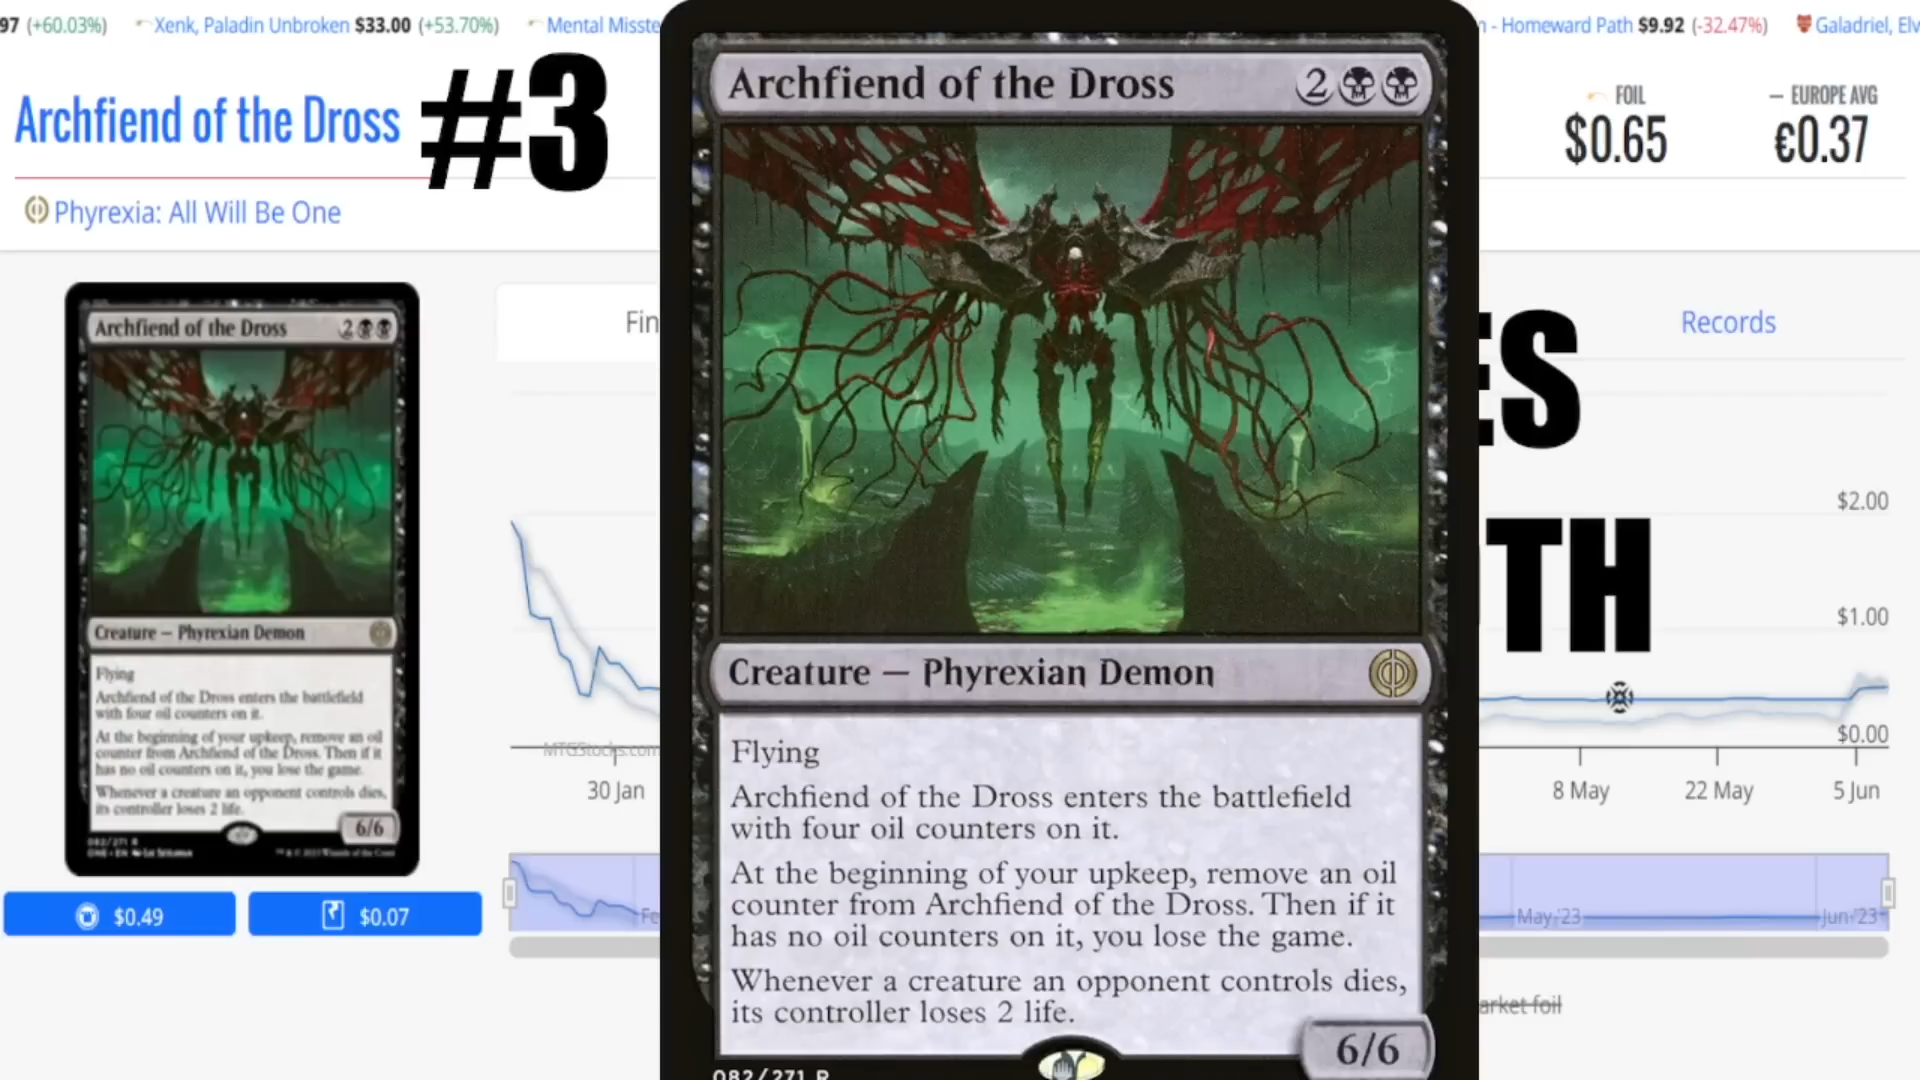 97 (+60.03%) Xenk, Paladin Unbroken $33.00 (+53.70%) Mental Misste
n - Homeward Path $9.92 (-32.47%) Galadriel, Elv
Archfiend of the Dross #3
Phyrexia: All Will Be One
FOIL
$0.65
— EUROPE AVG
€0.37
Archfiend of the Dross 2
Creature — Phyrexian Demon
Flying
Archfiend of the Dross enters the battlefield
with four oil counters on it.
At the beginning of your upkeep, remove an oil
counter from Archfiend of the Dross. Then if it
has no oil counters on it, you lose the game.
Whenever a creature an opponent controls dies,
its controller loses 2 life.
6/6
082/271 R
$0.49
$0.07
Fin
MTGStocks.com
30 Jan
Fe
Archfiend of the Dross 2
Creature — Phyrexian Demon
Flying
Archfiend of the Dross enters the battlefield
with four oil counters on it.
At the beginning of your upkeep, remove an oil
counter from Archfiend of the Dross. Then if it
has no oil counters on it, you lose the game.
Whenever a creature an opponent controls dies,
its controller loses 2 life.
6/6
082/271 R
Records
ES
TH
$2.00
$1.00
$0.00
8 May
22 May
5 Jun
May '23
Jun '23
arket foil